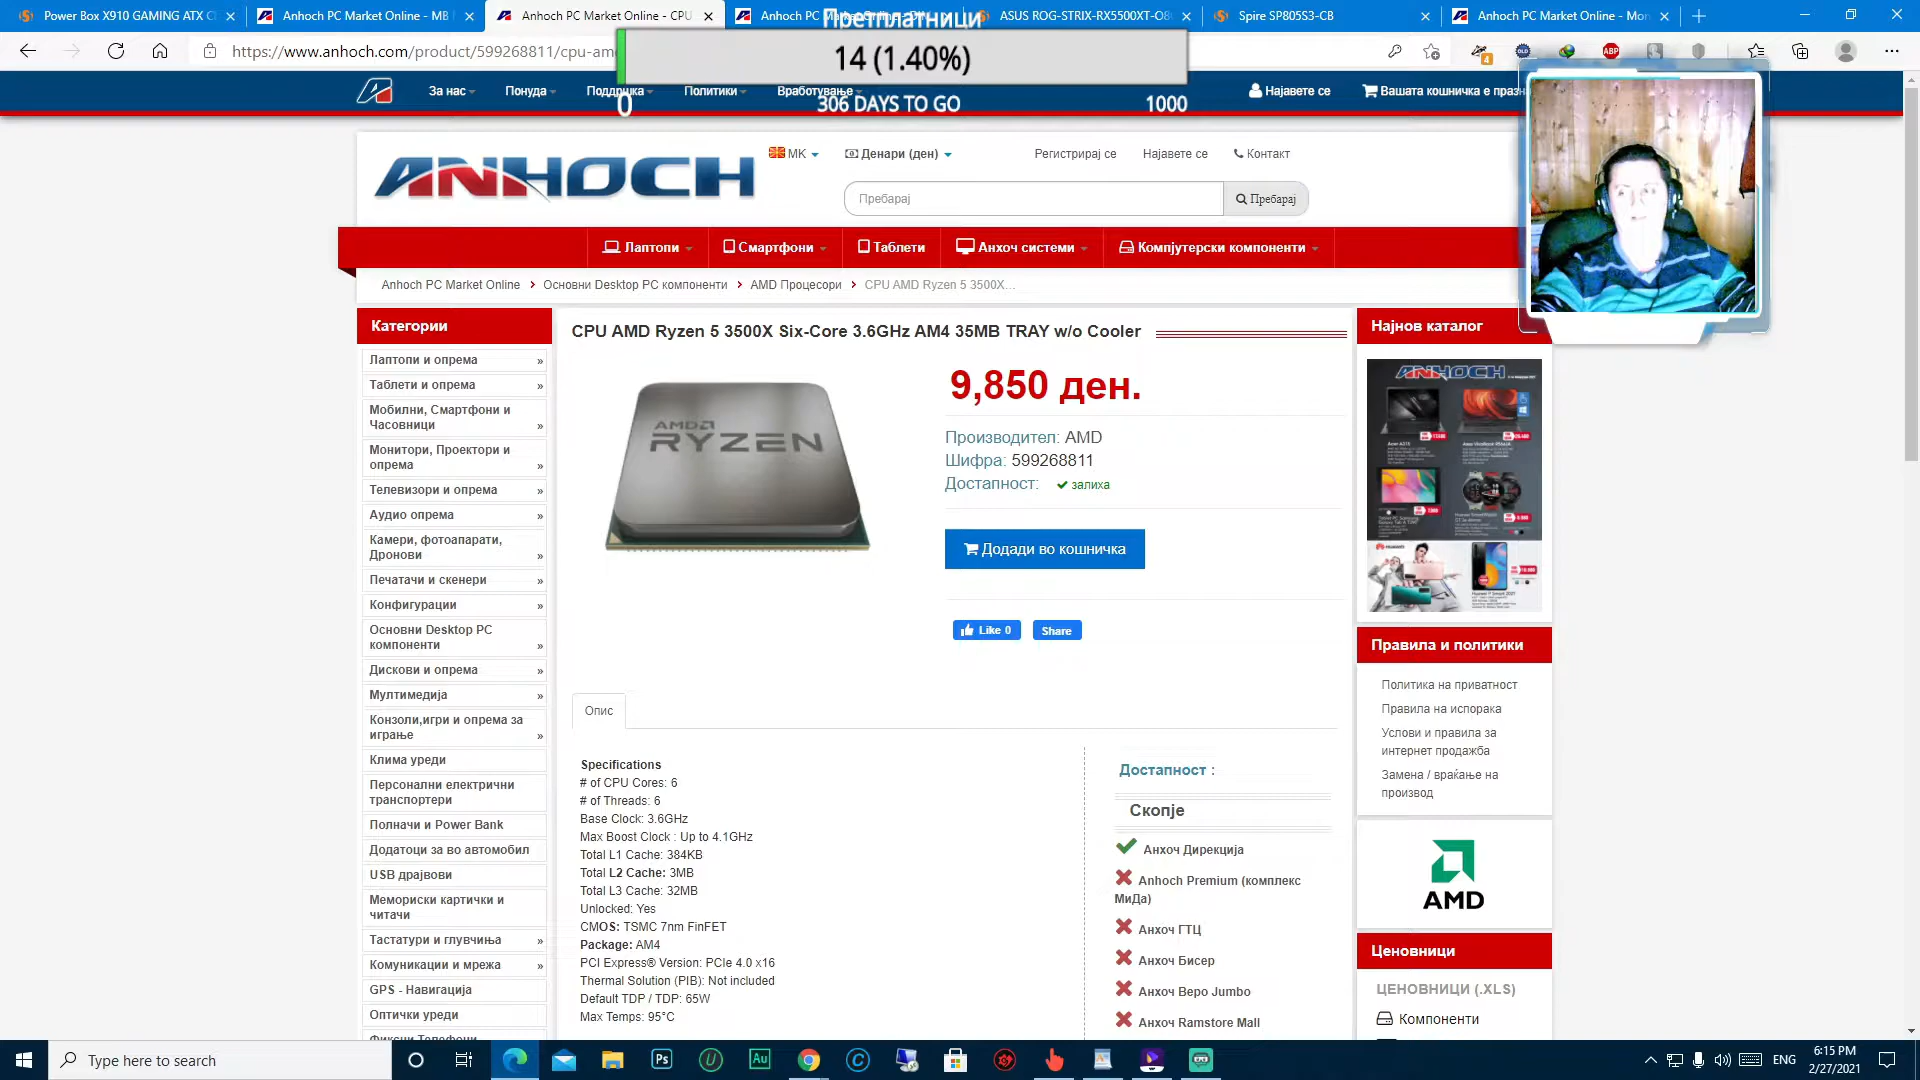 Power Box X910 GAMING ATX C
Anhoch PC Market Online - MB
Anhoch PC Market Online - CPU
ASUS ROG-STRIX-RX5500XT-O8
Spire SP805S3-CB
Anhoch PC Market Online - Mon
Претплатници
https://www.anhoch.com/product/599268811/cpu-am
14 (1.40%)
0
306 DAYS TO GO
1000
За нас
Понуда
Поддршка
Политики
Вработување
Најавете се
Вашата кошничка е празн
ANHOCH
MK
Денари (ден)
Регистрирај се
Најавете се
Контакт
Пребарај
Пребарај
Лаптопи
Смартфони
Таблети
Анхоч системи
Компјутерски компоненти
Anhoch PC Market Online
Основни Desktop PC компоненти
AMD Процесори
CPU AMD Ryzen 5 3500X...
Категории
Лаптопи и опрема »
Таблети и опрема »
Мобилни, Смартфони и
Часовници »
Монитори, Проектори и
опрема »
Телевизори и опрема »
Аудио опрема »
Камери, фотоапарати,
Дронови »
Печатачи и скенери »
Конфигурации »
Основни Desktop PC
компоненти »
Дискови и опрема »
Мултимедија »
Конзоли,игри и опрема за
играње »
Клима уреди
Персонални електрични
транспортери
Полначи и Power Bank
Додатоци за во автомобил
USB драјвови
Мемориски картички и
читачи
Тастатури и глувчиња »
Комуникации и мрежа »
GPS - Навигација
Оптички уреди
Фиксни Телефони
CPU AMD Ryzen 5 3500X Six-Core 3.6GHz AM4 35MB TRAY w/o Cooler
AMD
RYZEN
9,850 ден.
Производител: AMD
Шифра: 599268811
Достапност: залиха
Додади во кошничка
Like 0
Share
Опис
Specifications
# of CPU Cores: 6
# of Threads: 6
Base Clock: 3.6GHz
Max Boost Clock : Up to 4.1GHz
Total L1 Cache: 384KB
Total L2 Cache: 3MB
Total L3 Cache: 32MB
Unlocked: Yes
CMOS: TSMC 7nm FinFET
Package: AM4
PCI Express® Version: PCIe 4.0 x16
Thermal Solution (PIB): Not included
Default TDP / TDP: 65W
Max Temps: 95°C
Достапност :
Скопје
Анхоч Дирекција
Anhoch Premium (комплекс
МиДа)
Анхоч ГТЦ
Анхоч Бисер
Анхоч Веро Jumbo
Анхоч Ramstore Mall
Најнов каталог
ANHOCH
Правила и политики
Политика на приватност
Правила на испорака
Услови и правила за
интернет продажба
Замена / враќање на
производ
AMD
Ценовници
ЦЕНОВНИЦИ (.XLS)
Компоненти
Type here to search
ENG
6:15 PM
2/27/2021